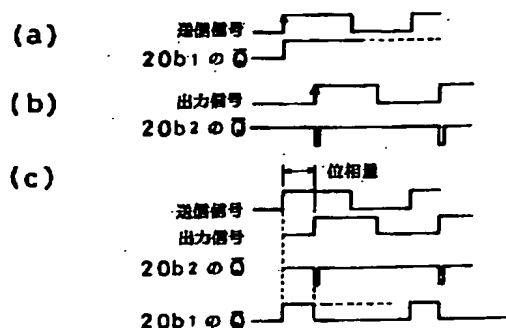 (a)
送信信号
20b1 の Q̅
(b)
出力信号
20b2 の Q̅
(c)
位相量
送信信号
出力信号
20b2 の Q̅
20b1 の Q̅